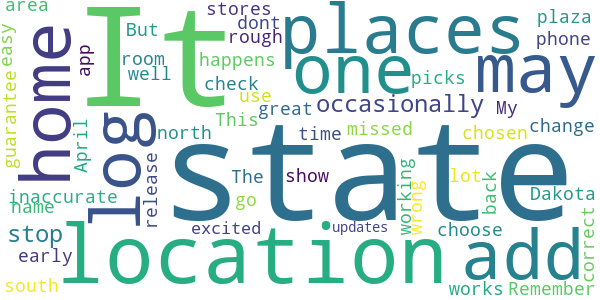 area
easy
guarantee
home
app
It
But
room
well
stores
dont
rough
happens
check
use
places
one
picks
may
plaza
phone
occasionally
My
great
This
April
log
north
time
missed
chosen
change
state
release
The
show
go
working
wrong
lot
back
Dakota
inaccurate
name
stop
early
south
location
excited
updates
choose
add
works
Remember
correct